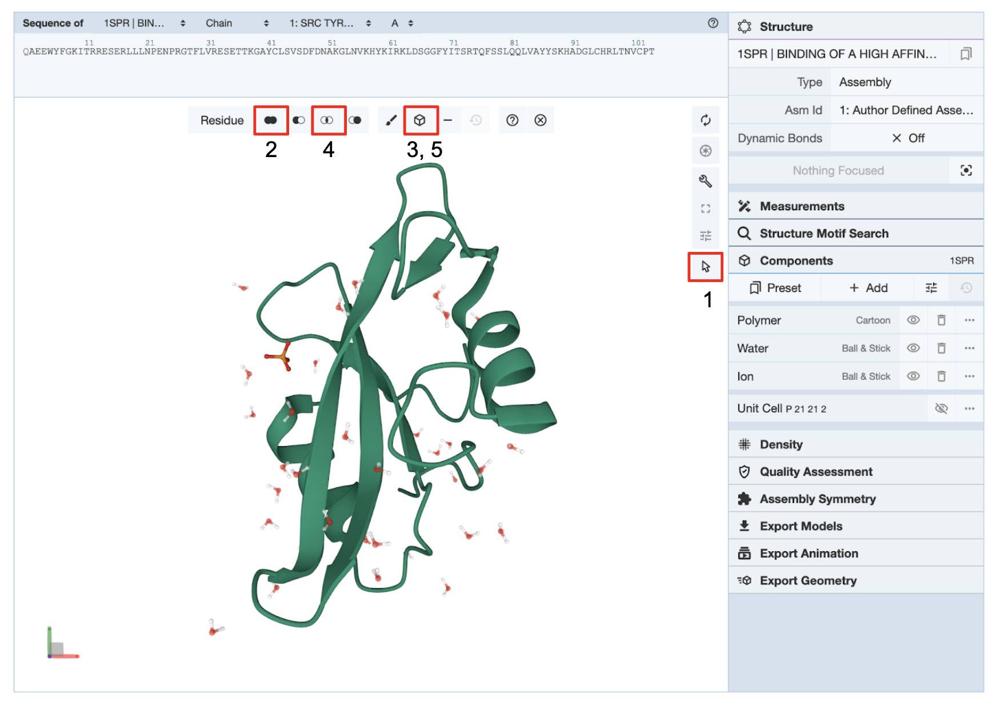 Sequence of 1SPR | BIN... Chain 1: SRC TYR... A
11 21 31 41 51 61 71 81 91 101
QAEEWYFGKITRRESERLLLNPENPRGTFLVRESETTKGAYCLSVSDFDNAKGLNVKHYKIRKLDSGGFYITSRTQFSSLQQLVAYYSKHADGLCHRLTNVCPT
Residue
2 4 3, 5
1
Structure
1SPR | BINDING OF A HIGH AFFIN...
Type Assembly
Asm Id 1: Author Defined Asse...
Dynamic Bonds Off
Nothing Focused
Measurements
Structure Motif Search
Components 1SPR
Preset + Add
Polymer Cartoon
Water Ball & Stick
Ion Ball & Stick
Unit Cell P 21 21 2
Density
Quality Assessment
Assembly Symmetry
Export Models
Export Animation
Export Geometry